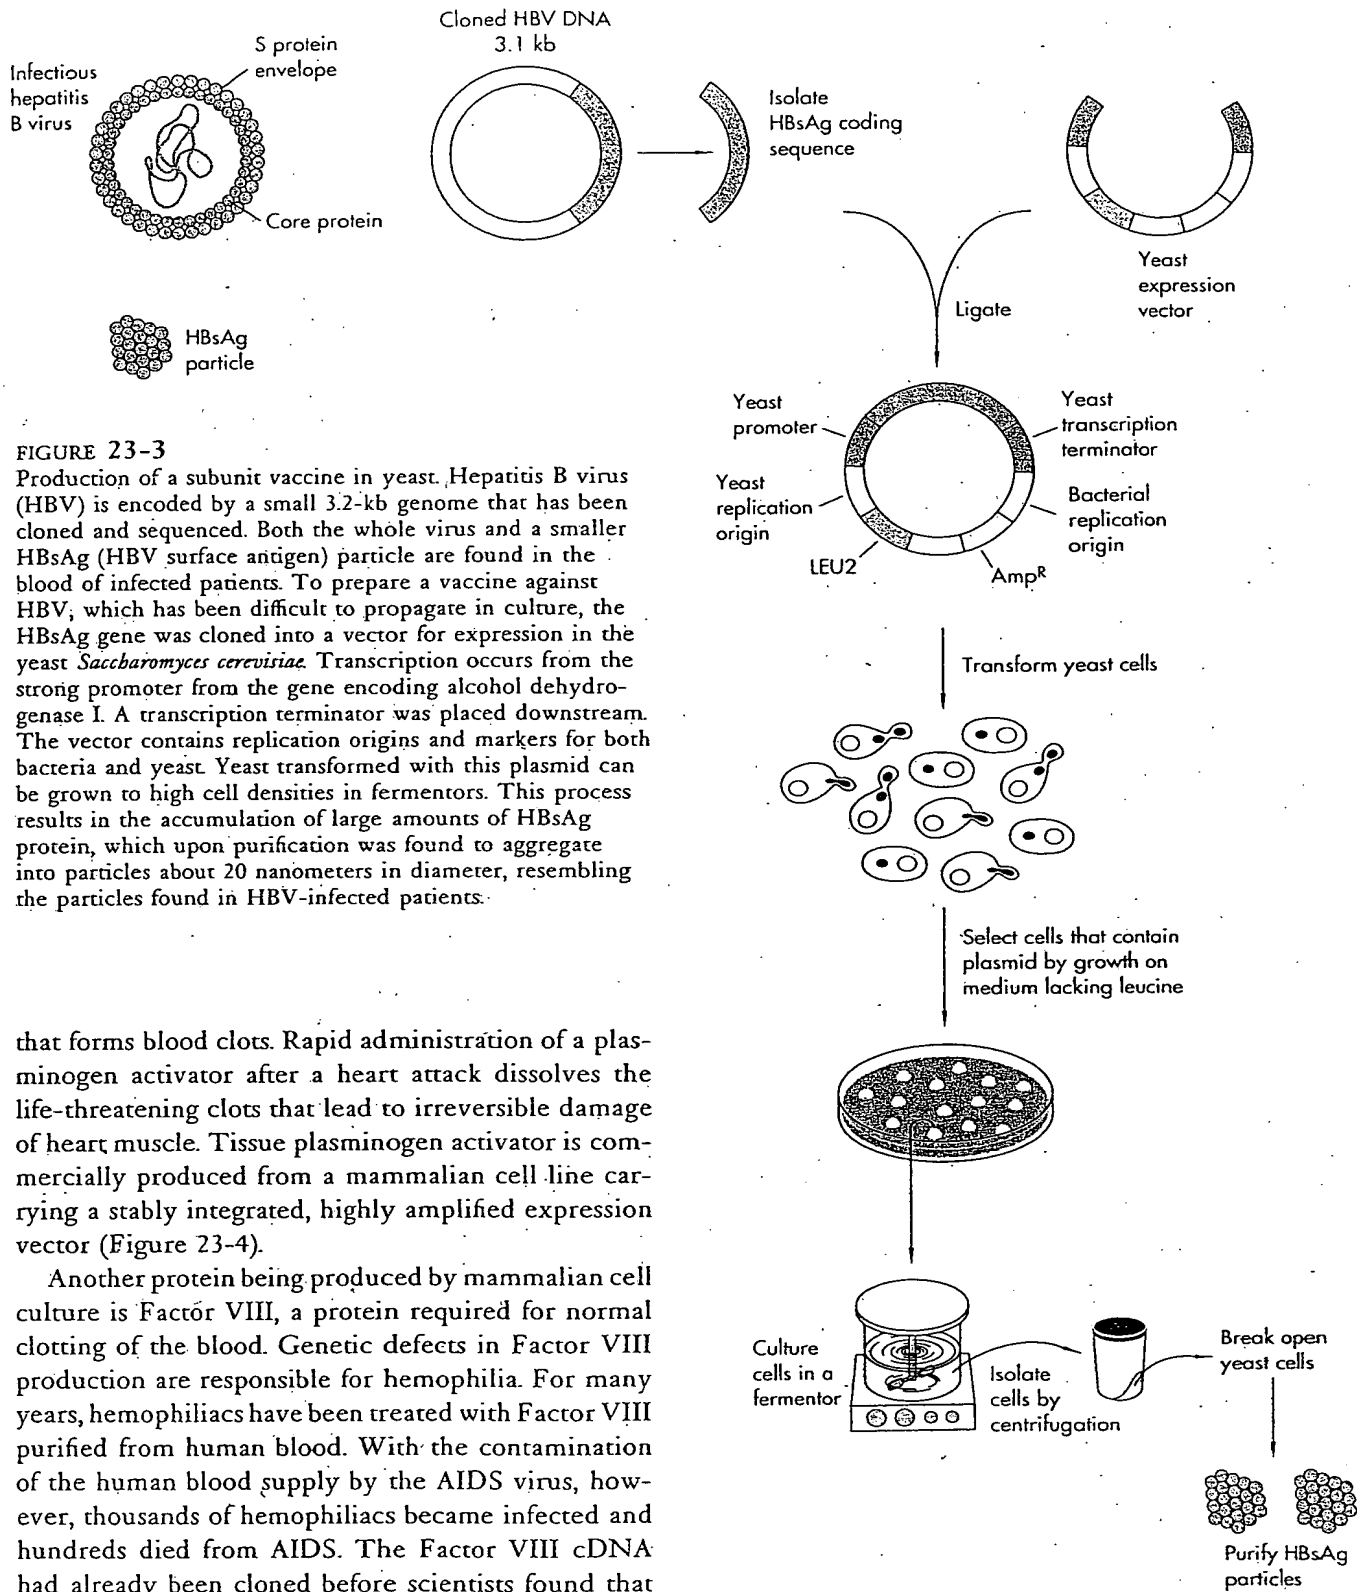 Cloned HBV DNA
3.1 kb
S protein
envelope
Infectious
hepatitis
B virus
Core protein
Isolate
HBsAg coding
sequence
Yeast
expression
vector
Ligate
HBsAg
particle
Yeast
promoter
Yeast
transcription
terminator
Yeast
replication
origin
Bacterial
replication
origin
LEU2
AmpR
FIGURE 23-3
Production of a subunit vaccine in yeast. Hepatitis B virus
(HBV) is encoded by a small 3.2-kb genome that has been
cloned and sequenced. Both the whole virus and a smaller
HBsAg (HBV surface antigen) particle are found in the
blood of infected patients. To prepare a vaccine against
HBV, which has been difficult to propagate in culture, the
HBsAg gene was cloned into a vector for expression in the
yeast Saccharomyces cerevisiae. Transcription occurs from the
strong promoter from the gene encoding alcohol dehydro-
genase I. A transcription terminator was placed downstream.
The vector contains replication origins and markers for both
bacteria and yeast. Yeast transformed with this plasmid can
be grown to high cell densities in fermentors. This process
results in the accumulation of large amounts of HBsAg
protein, which upon purification was found to aggregate
into particles about 20 nanometers in diameter, resembling
the particles found in HBV-infected patients.
Transform yeast cells
Select cells that contain
plasmid by growth on
medium lacking leucine
Culture
cells in a
fermentor
Isolate
cells by
centrifugation
Break open
yeast cells
Purify HBsAg
particles
that forms blood clots. Rapid administration of a plas-
minogen activator after a heart attack dissolves the
life-threatening clots that lead to irreversible damage
of heart muscle. Tissue plasminogen activator is com-
mercially produced from a mammalian cell line car-
rying a stably integrated, highly amplified expression
vector (Figure 23-4).
Another protein being produced by mammalian cell
culture is Factor VIII, a protein required for normal
clotting of the blood. Genetic defects in Factor VIII
production are responsible for hemophilia. For many
years, hemophiliacs have been treated with Factor VIII
purified from human blood. With the contamination
of the human blood supply by the AIDS virus, how-
ever, thousands of hemophiliacs became infected and
hundreds died from AIDS. The Factor VIII cDNA
had already been cloned before scientists found that